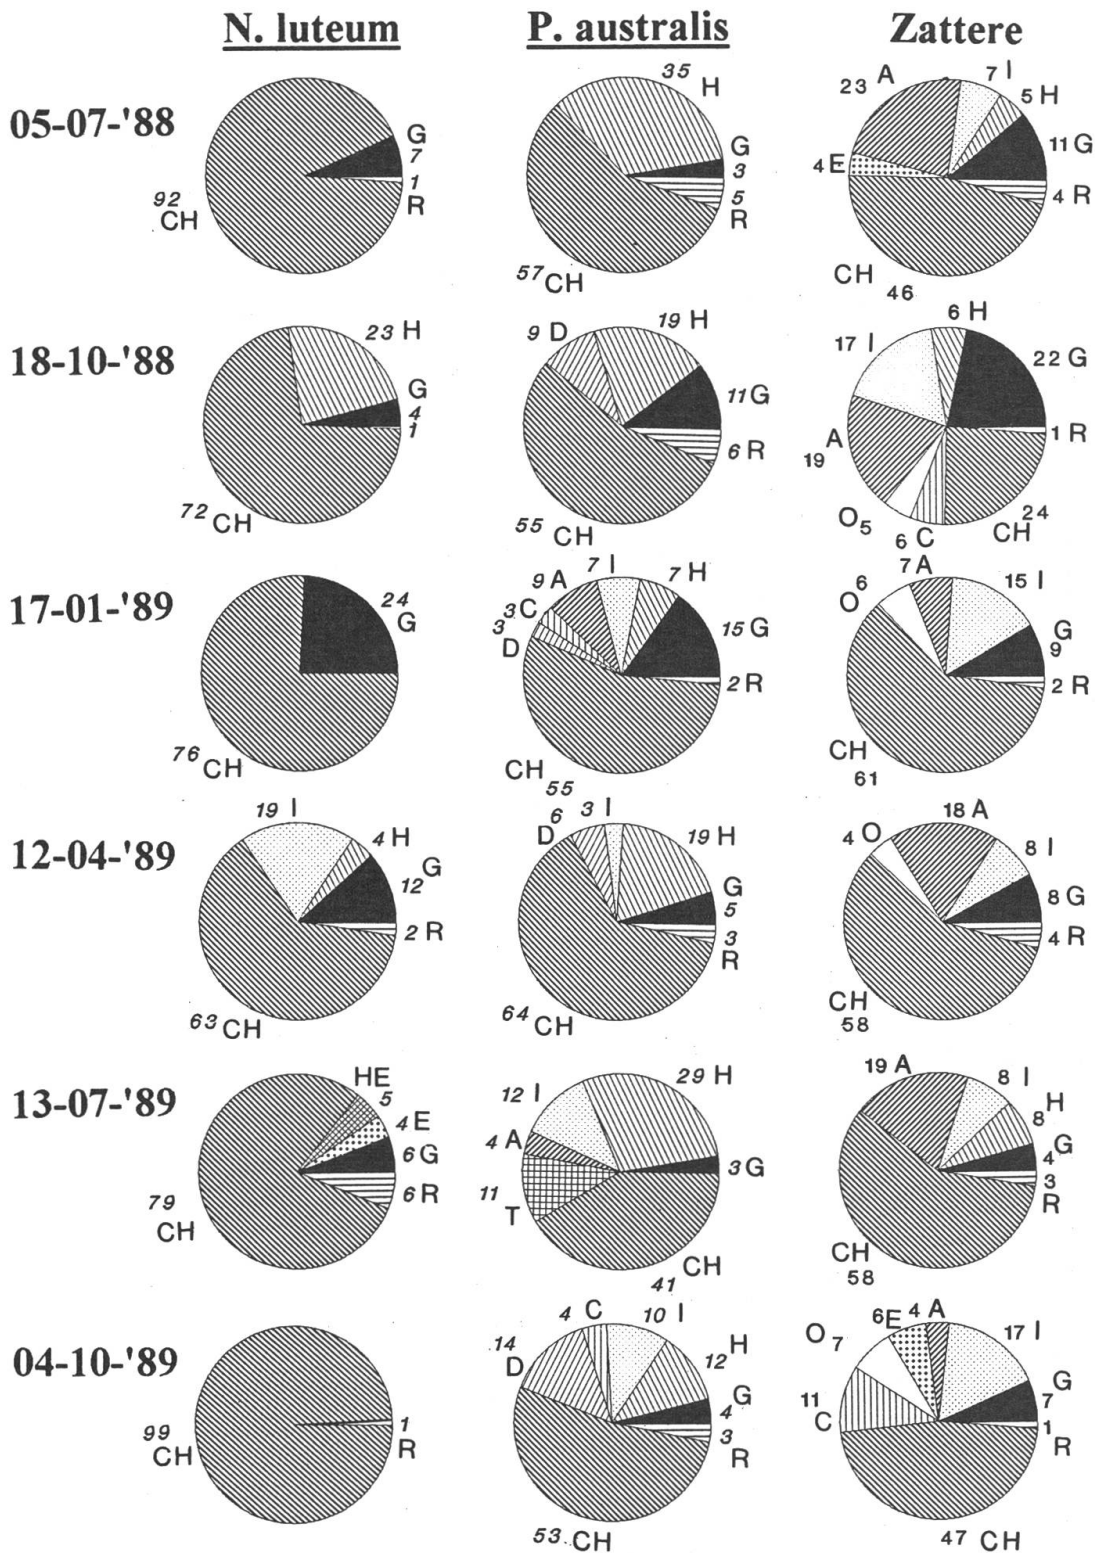 N. luteum P. australis Zattere
05-07-'88
G
7
1
R
92
CH
35
H
G
3
5
R
57 CH
23 A
7 I
5 H
11 G
4 E
4 R
CH 46
18-10-'88
23 H
G
4
1
72 CH
9 D
19 H
11 G
6 R
55 CH
6 H
17 I
22 G
1 R
A
19
O 5
6 C
24
CH
17-01-'89
24
G
76 CH
9 A
7 I
7 H
3 C
3
D
15 G
2 R
CH 55
O 6
7 A
15 I
G
9
2 R
CH
61
12-04-'89
19 I
4 H
G
12
2 R
63 CH
D 6
3 I
19 H
G
5
3
R
64 CH
4 O
18 A
8 I
8 G
4 R
CH
58
13-07-'89
HE
5
4 E
6 G
6 R
79
CH
29 H
12 I
4 A
11
T
3 G
41 CH
19 A
8 I
H
8
G
4
3
R
CH
58
04-10-'89
1
R
99
CH
4 C
10 I
14
D
H
12
G
4
3
R
53 CH
O 7
6 E
4 A
17 I
G
7
1
R
11
C
47 CH